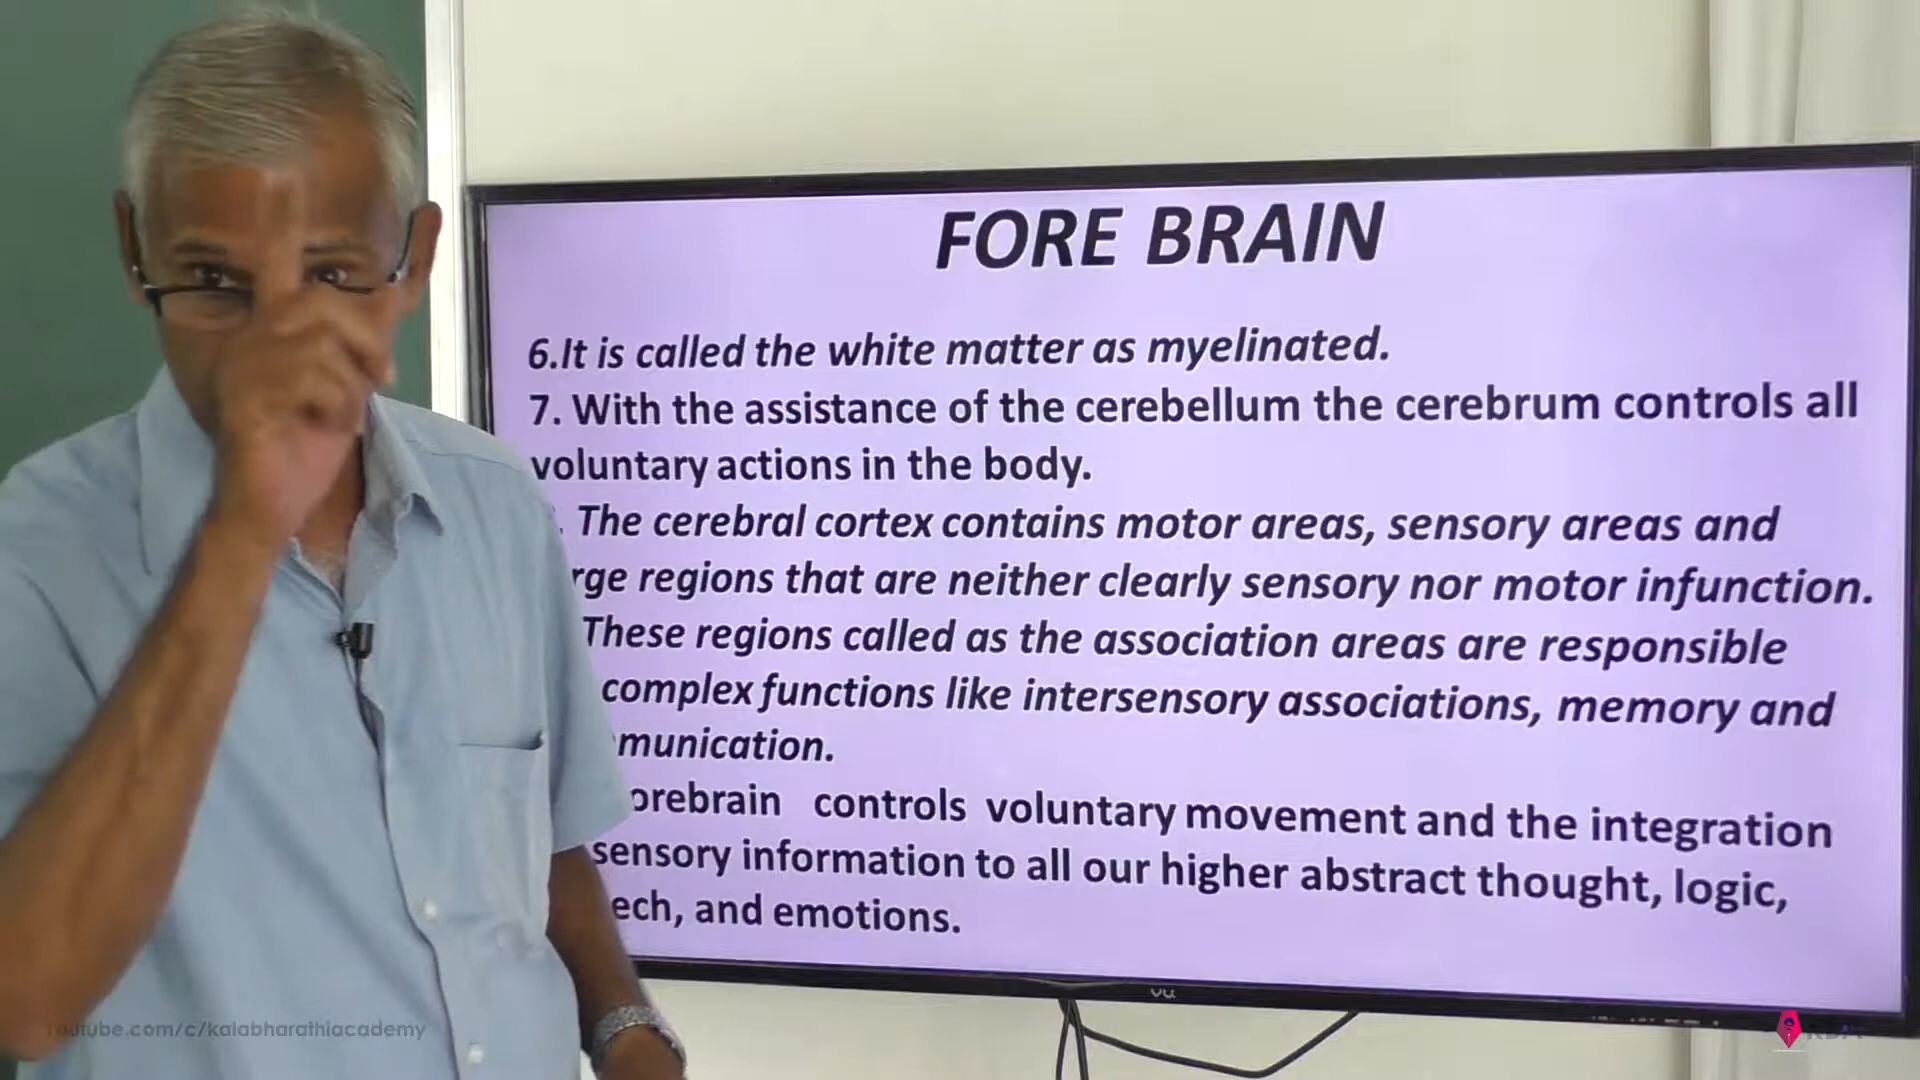 FORE BRAIN
6.It is called the white matter as myelinated.
7. With the assistance of the cerebellum the cerebrum controls all
voluntary actions in the body.
. The cerebral cortex contains motor areas, sensory areas and
rge regions that are neither clearly sensory nor motor infunction.
These regions called as the association areas are responsible
complex functions like intersensory associations, memory and
munication.
orebrain controls voluntary movement and the integration
sensory information to all our higher abstract thought, logic,
ech, and emotions.
vu
Youtube.com/c/kalabharathiacademy